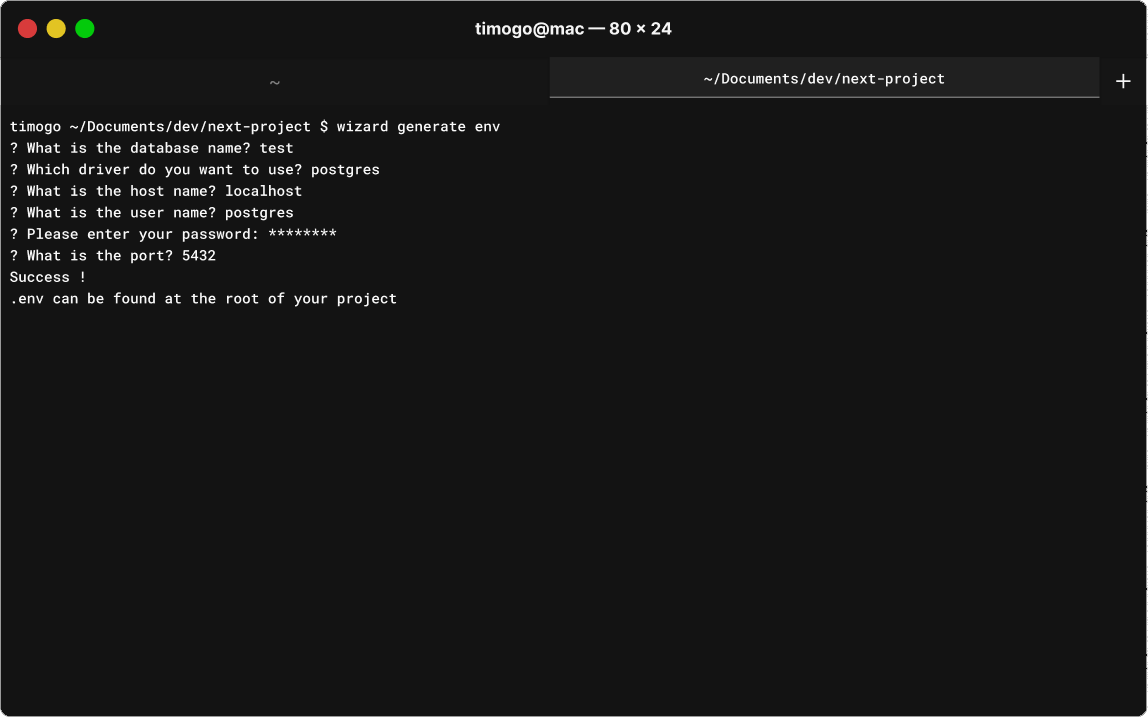 timogo@mac — 80 × 24
~
~/Documents/dev/next-project
+
timogo ~/Documents/dev/next-project $ wizard generate env
? What is the database name? test
? Which driver do you want to use? postgres
? What is the host name? localhost
? What is the user name? postgres
? Please enter your password: ********
? What is the port? 5432
Success !
.env can be found at the root of your project